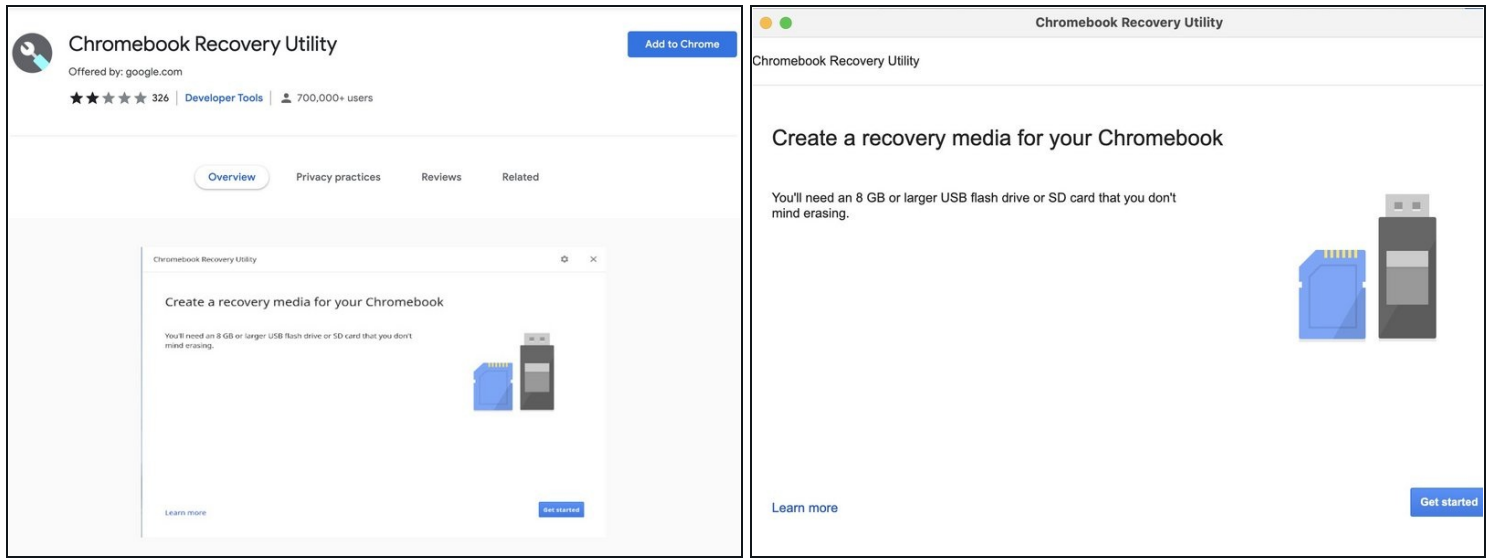 Chromebook Recovery Utility
Add to Chrome
Offered by: google.com
326 | Developer Tools | 700,000+ users
Overview Privacy practices Reviews Related
Chromebook Recovery Utility
Create a recovery media for your Chromebook
You'll need an 8 GB or larger USB flash drive or SD card that you don't
mind erasing.
Learn more
Get started
Chromebook Recovery Utility
Chromebook Recovery Utility
Create a recovery media for your Chromebook
You'll need an 8 GB or larger USB flash drive or SD card that you don't
mind erasing.
Learn more
Get started